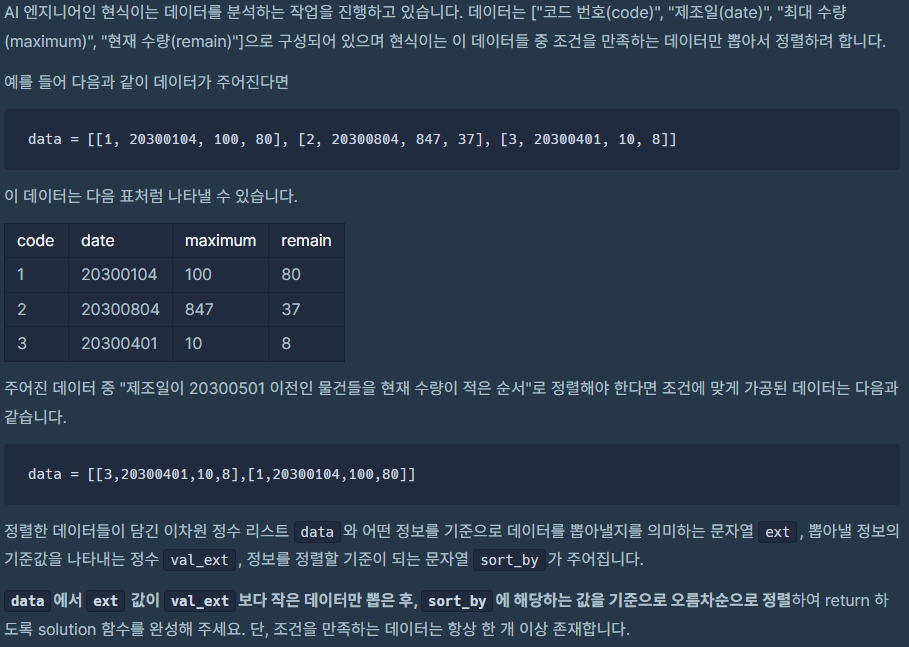 AI 엔지니어인 현식이는 데이터를 분석하는 작업을 진행하고 있습니다. 데이터는 ["코드 번호(code)", "제조일(date)", "최대 수량
(maximum)", "현재 수량(remain)"]으로 구성되어 있으며 현식이는 이 데이터들 중 조건을 만족하는 데이터만 뽑아서 정렬하려 합니다.
예를 들어 다음과 같이 데이터가 주어진다면
data = [[1, 20300104, 100, 80], [2, 20300804, 847, 37], [3, 20300401, 10, 8]]
이 데이터는 다음 표처럼 나타낼 수 있습니다.
code date maximum remain
1 20300104 100 80
2 20300804 847 37
3 20300401 10 8
주어진 데이터 중 "제조일이 20300501 이전인 물건들을 현재 수량이 적은 순서"로 정렬해야 한다면 조건에 맞게 가공된 데이터는 다음과
같습니다.
data = [[3,20300401,10,8],[1,20300104,100,80]]
정렬한 데이터들이 담긴 이차원 정수 리스트 data 와 어떤 정보를 기준으로 데이터를 뽑아낼지를 의미하는 문자열 ext , 뽑아낼 정보의
기준값을 나타내는 정수 val_ext , 정보를 정렬할 기준이 되는 문자열 sort_by 가 주어집니다.
data 에서 ext 값이 val_ext 보다 작은 데이터만 뽑은 후, sort_by 에 해당하는 값을 기준으로 오름차순으로 정렬하여 return 하
도록 solution 함수를 완성해 주세요. 단, 조건을 만족하는 데이터는 항상 한 개 이상 존재합니다.